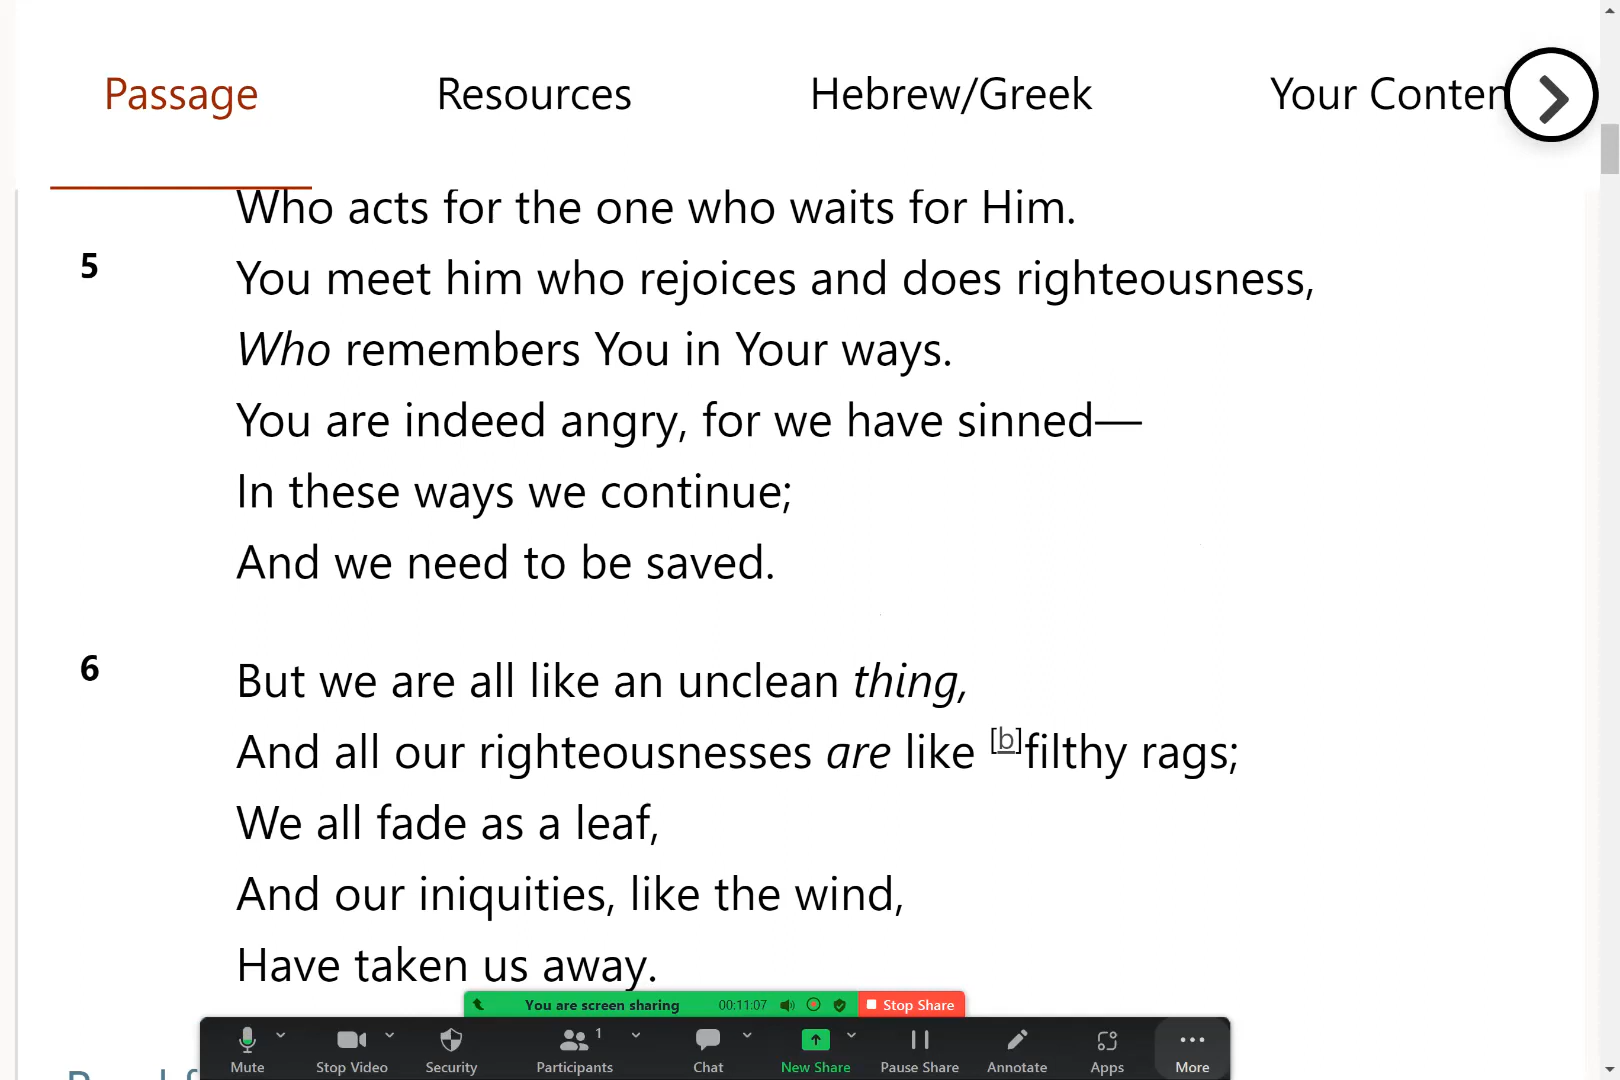 Passage Resources Hebrew/Greek Your Conten
Who acts for the one who waits for Him.
5 You meet him who rejoices and does righteousness,
Who remembers You in Your ways.
You are indeed angry, for we have sinned—
In these ways we continue;
And we need to be saved.
6 But we are all like an unclean thing,
And all our righteousnesses are like [b]filthy rags;
We all fade as a leaf,
And our iniquities, like the wind,
Have taken us away.
You are screen sharing 00:11:07 Stop Share
1
Mute Stop Video Security Participants Chat New Share Pause Share Annotate Apps More